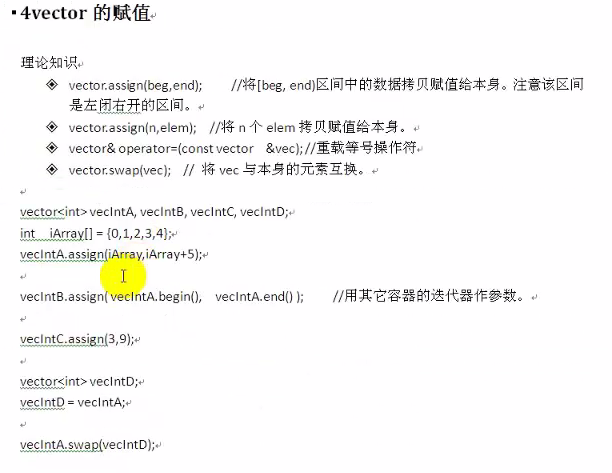 ▪4vector 的赋值
理论知识
◈ vector.assign(beg,end); //将[beg, end)区间中的数据拷贝赋值给本身。注意该区间
是左闭右开的区间。
◈ vector.assign(n,elem); //将 n 个 elem 拷贝赋值给本身。
◈ vector& operator=(const vector &vec);//重载等号操作符
◈ vector.swap(vec); // 将 vec 与本身的元素互换。
vector<int> vecIntA, vecIntB, vecIntC, vecIntD;
int iArray[] = {0,1,2,3,4};
vecIntA.assign(iArray,iArray+5);
vecIntB.assign( vecIntA.begin(), vecIntA.end() ); //用其它容器的迭代器作参数。
vecIntC.assign(3,9);
vector<int> vecIntD;
vecIntD = vecIntA;
vecIntA.swap(vecIntD);